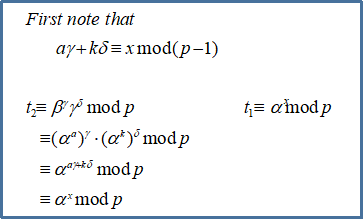 First note that
aγ+kδ≡x mod(p−1)
t₂≡ β^γ γ^δ mod p t₁≡ α^x mod p
≡(α^a)^γ·(α^k)^δ mod p
≡ α^(aγ+kδ) mod p
≡ α^x mod p